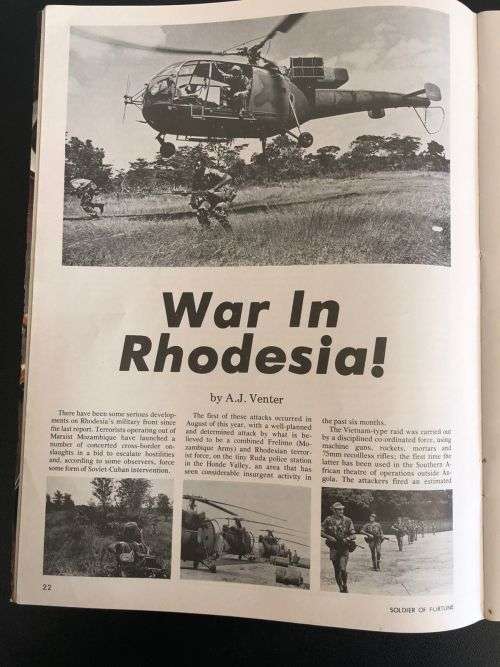 War In
Rhodesia!
by A.J. Venter
There have been some serious develop-
ments on Rhodesia's military front since
the last report. Terrorists operating out of
Marxist Mozambique have launched a
number of concerted cross-border on-
slaughts in a bid to escalate hostilities
and, according to some observers, force
some form of Soviet-Cuban intervention.
The first of these attacks occurred in
August of this year, with a well-planned
and determined attack by what is be-
lieved to be a combined Frelimo (Mo-
zambique Army) and Rhodesian terror-
ist force, on the tiny Ruda police station
in the Honde Valley, an area that has
seen considerable insurgent activity in
the past six months.
The Vietnam-type raid was carried out
by a disciplined co-ordinated force, using
machine guns, rockets, mortars and
75mm recoilless rifles; the first time the
latter has been used in the Southern A-
frican theatre of operations outside An-
gola. The attackers fired an estimated
22
SOLDIER OF FORTUNE